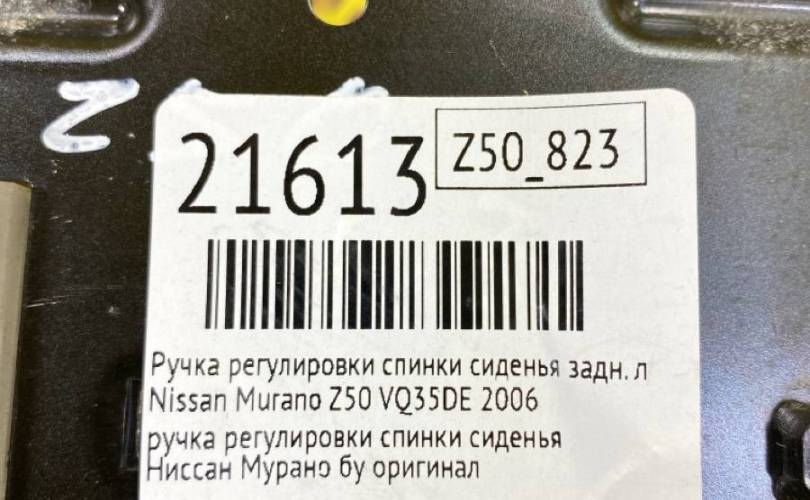 21613
Z50_823
Ручка регулировки спинки сиденья задн. л
Nissan Murano Z50 VQ35DE 2006
ручка регулировки спинки сиденья
Ниссан Мурано бу оригинал